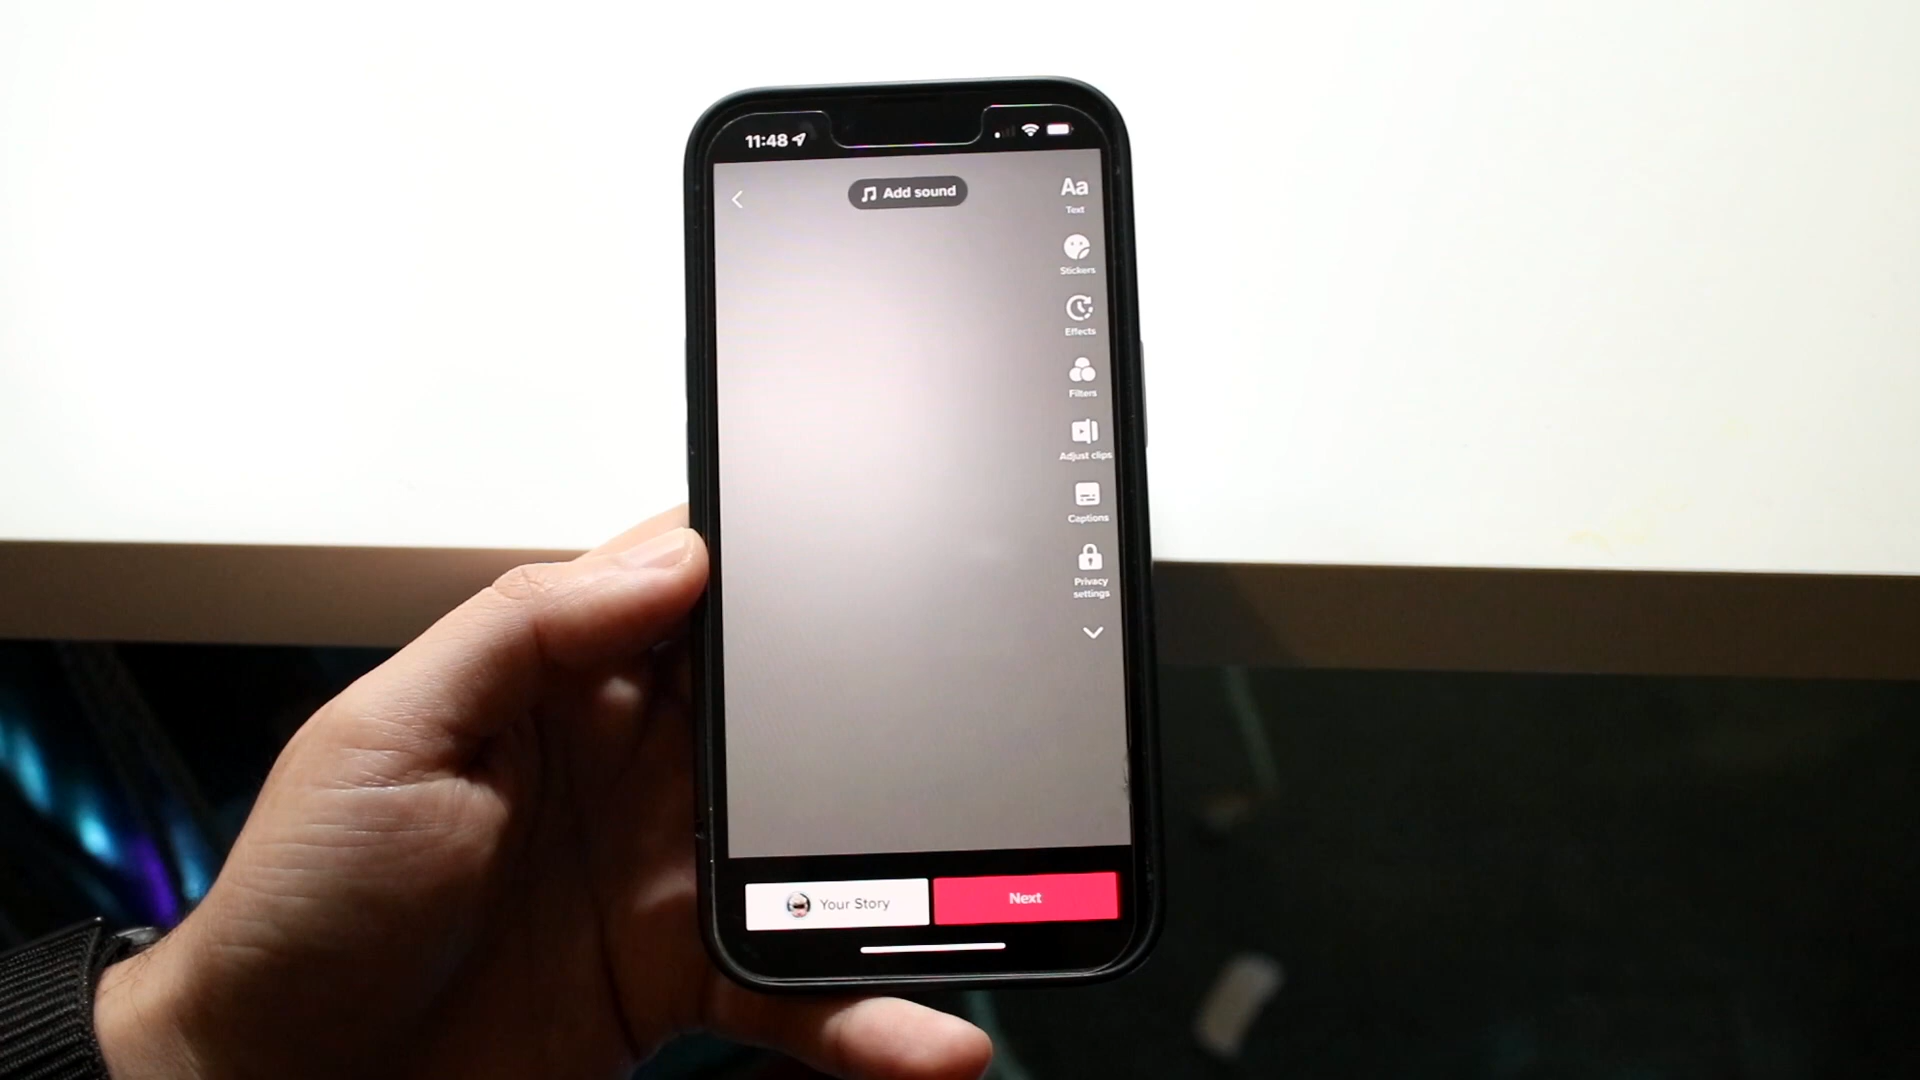 11:48
Add sound
Aa
Text
Stickers
Effects
Filters
Adjust clips
Captions
Privacy
settings
Your Story
Next